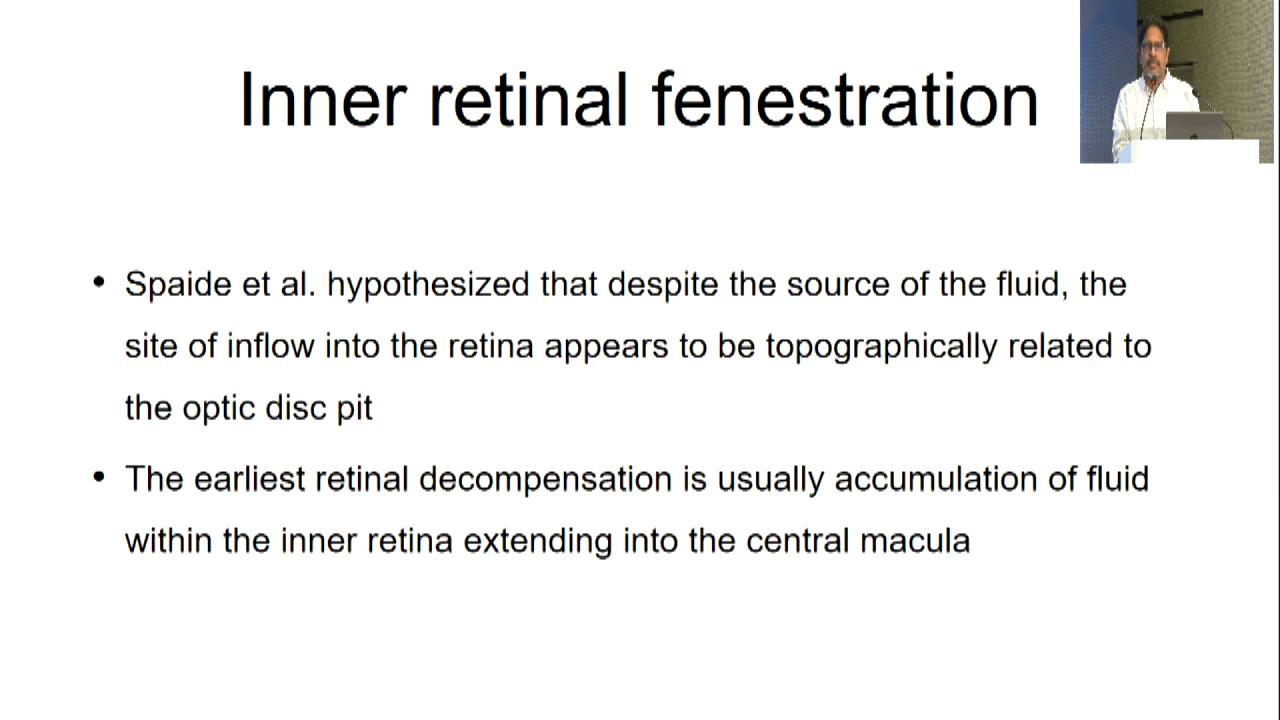 Inner retinal fenestration
• Spaide et al. hypothesized that despite the source of the fluid, the
site of inflow into the retina appears to be topographically related to
the optic disc pit
• The earliest retinal decompensation is usually accumulation of fluid
within the inner retina extending into the central macula